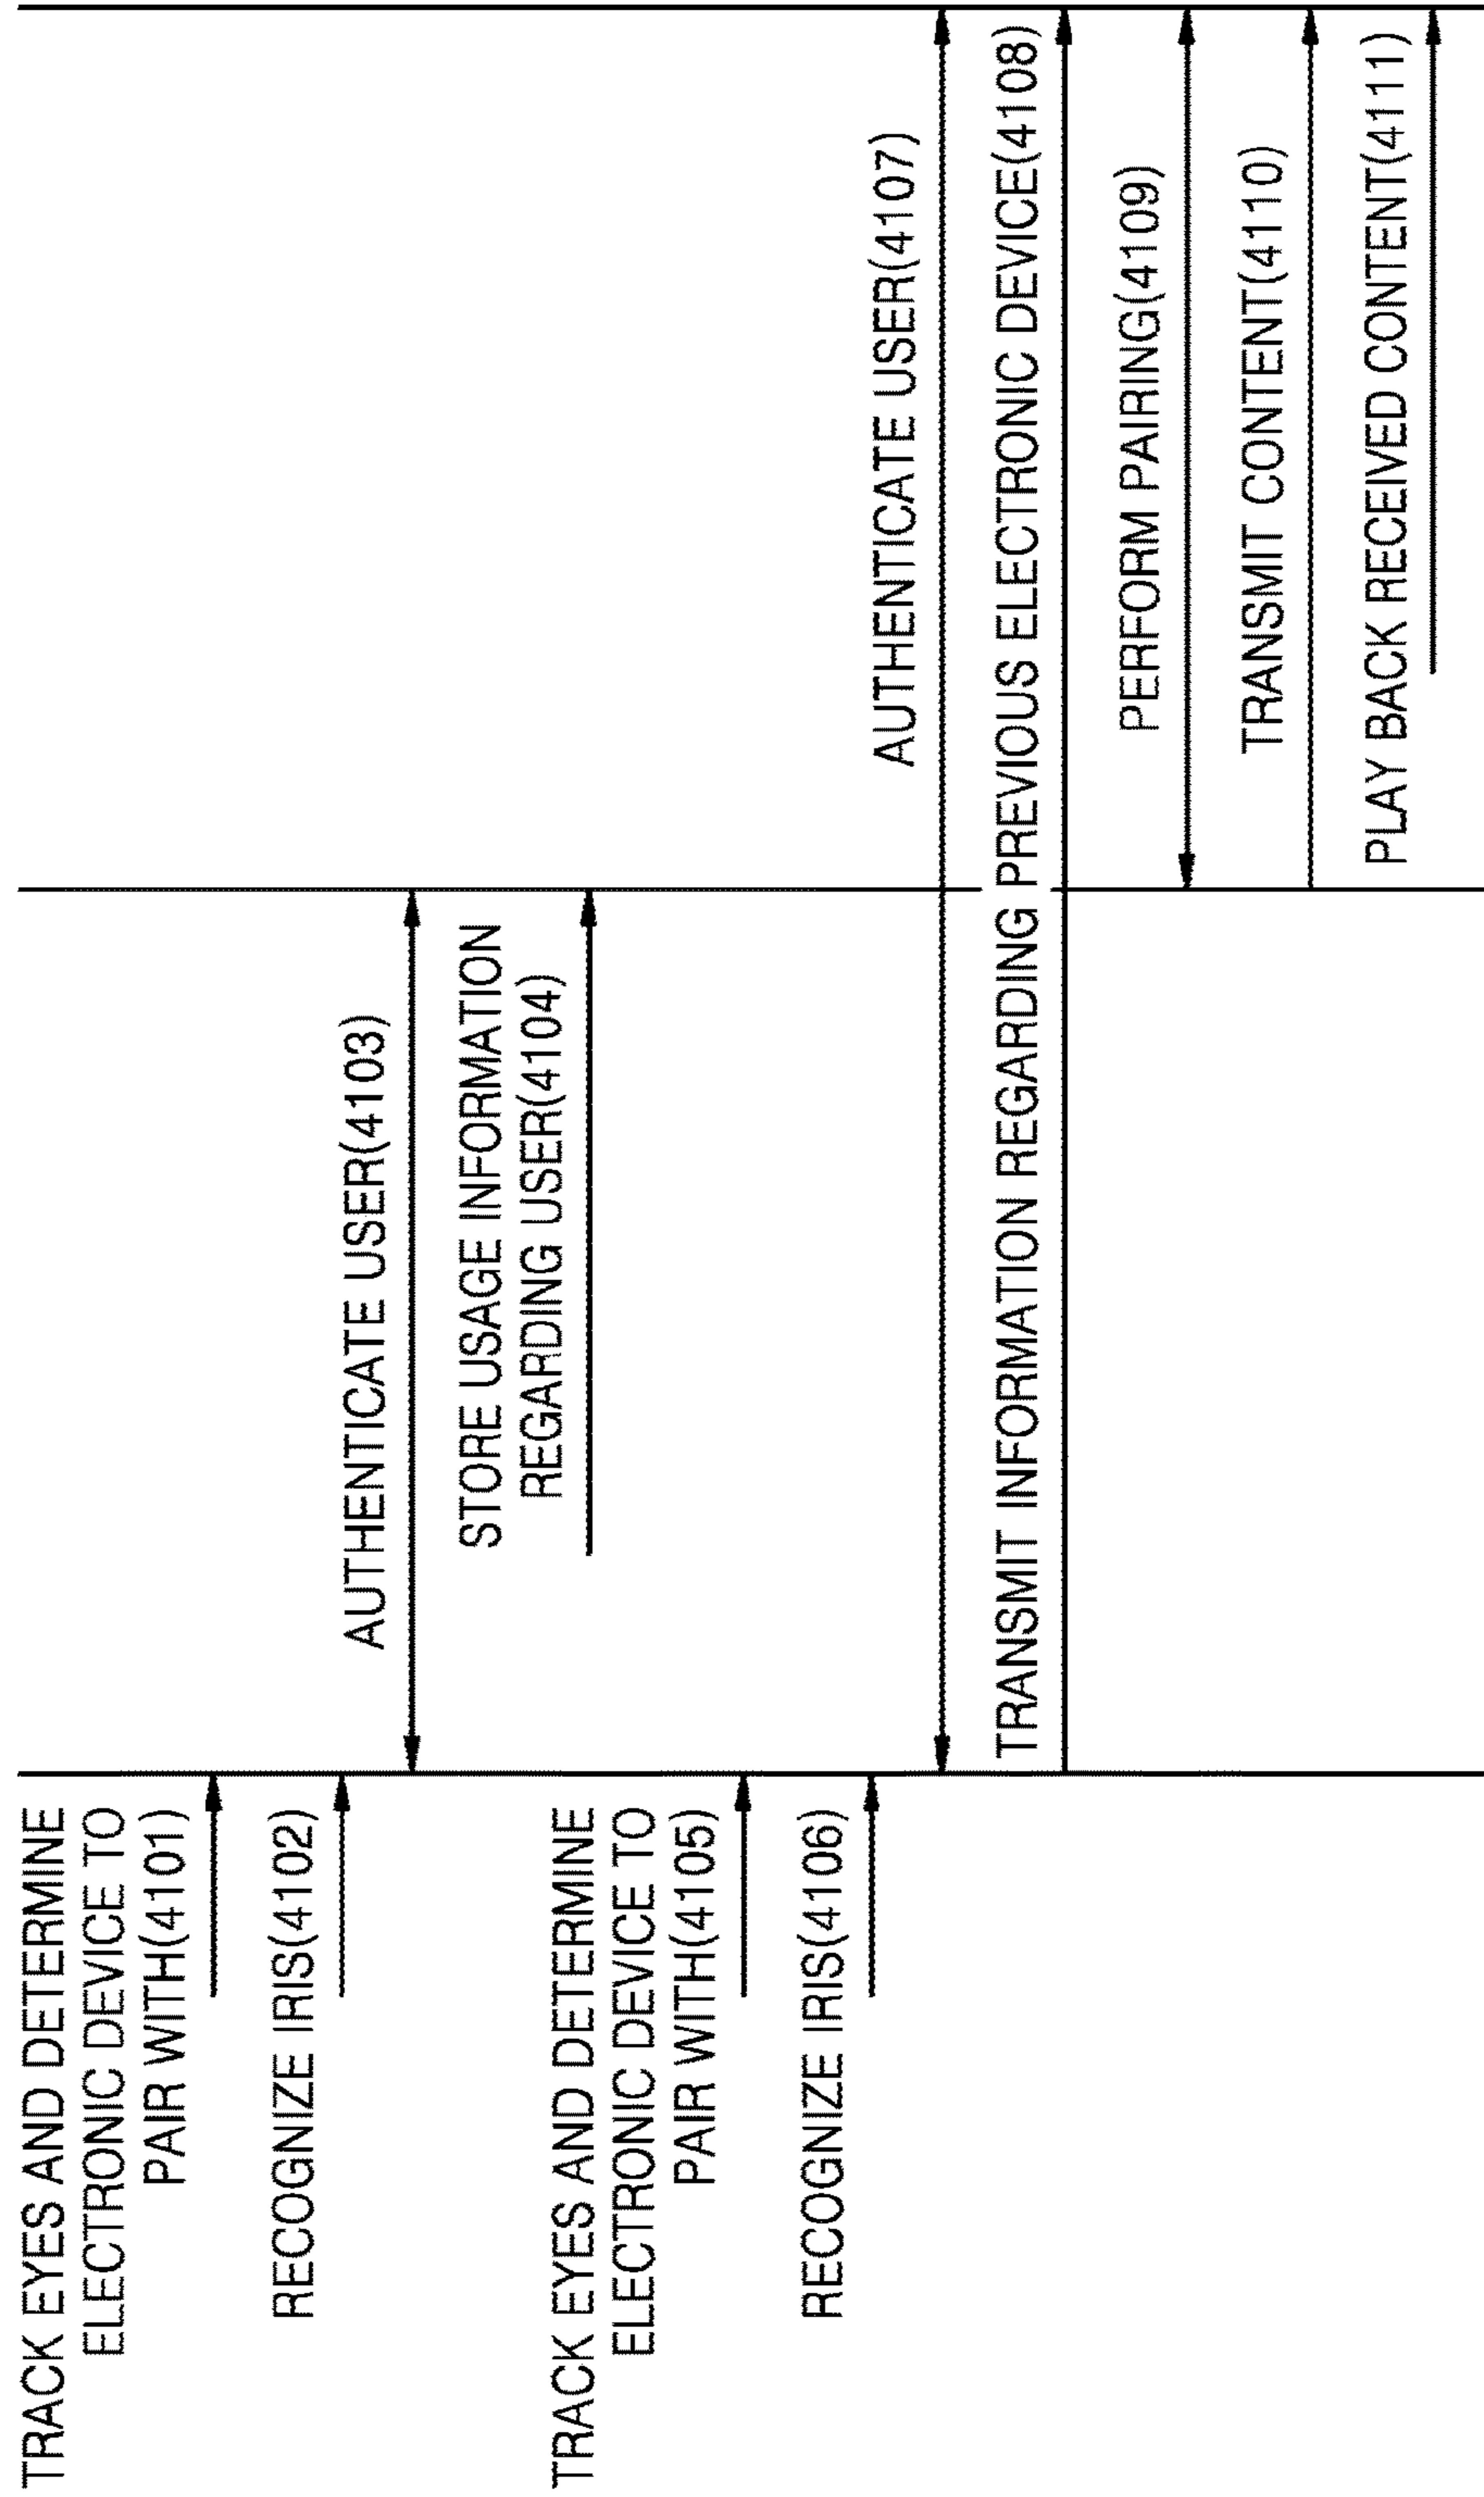 TRACK EYES AND DETERMINE
ELECTRONIC DEVICE TO
PAIR WITH(4101)
RECOGNIZE IRIS(4102)
AUTHENTICATE USER(4103)
STORE USAGE INFORMATION
REGARDING USER(4104)
TRACK EYES AND DETERMINE
ELECTRONIC DEVICE TO
PAIR WITH(4105)
RECOGNIZE IRIS(4106)
AUTHENTICATE USER(4107)
TRANSMIT INFORMATION REGARDING PREVIOUS ELECTRONIC DEVICE(4108)
PERFORM PAIRING(4109)
TRANSMIT CONTENT(4110)
PLAY BACK RECEIVED CONTENT(4111)